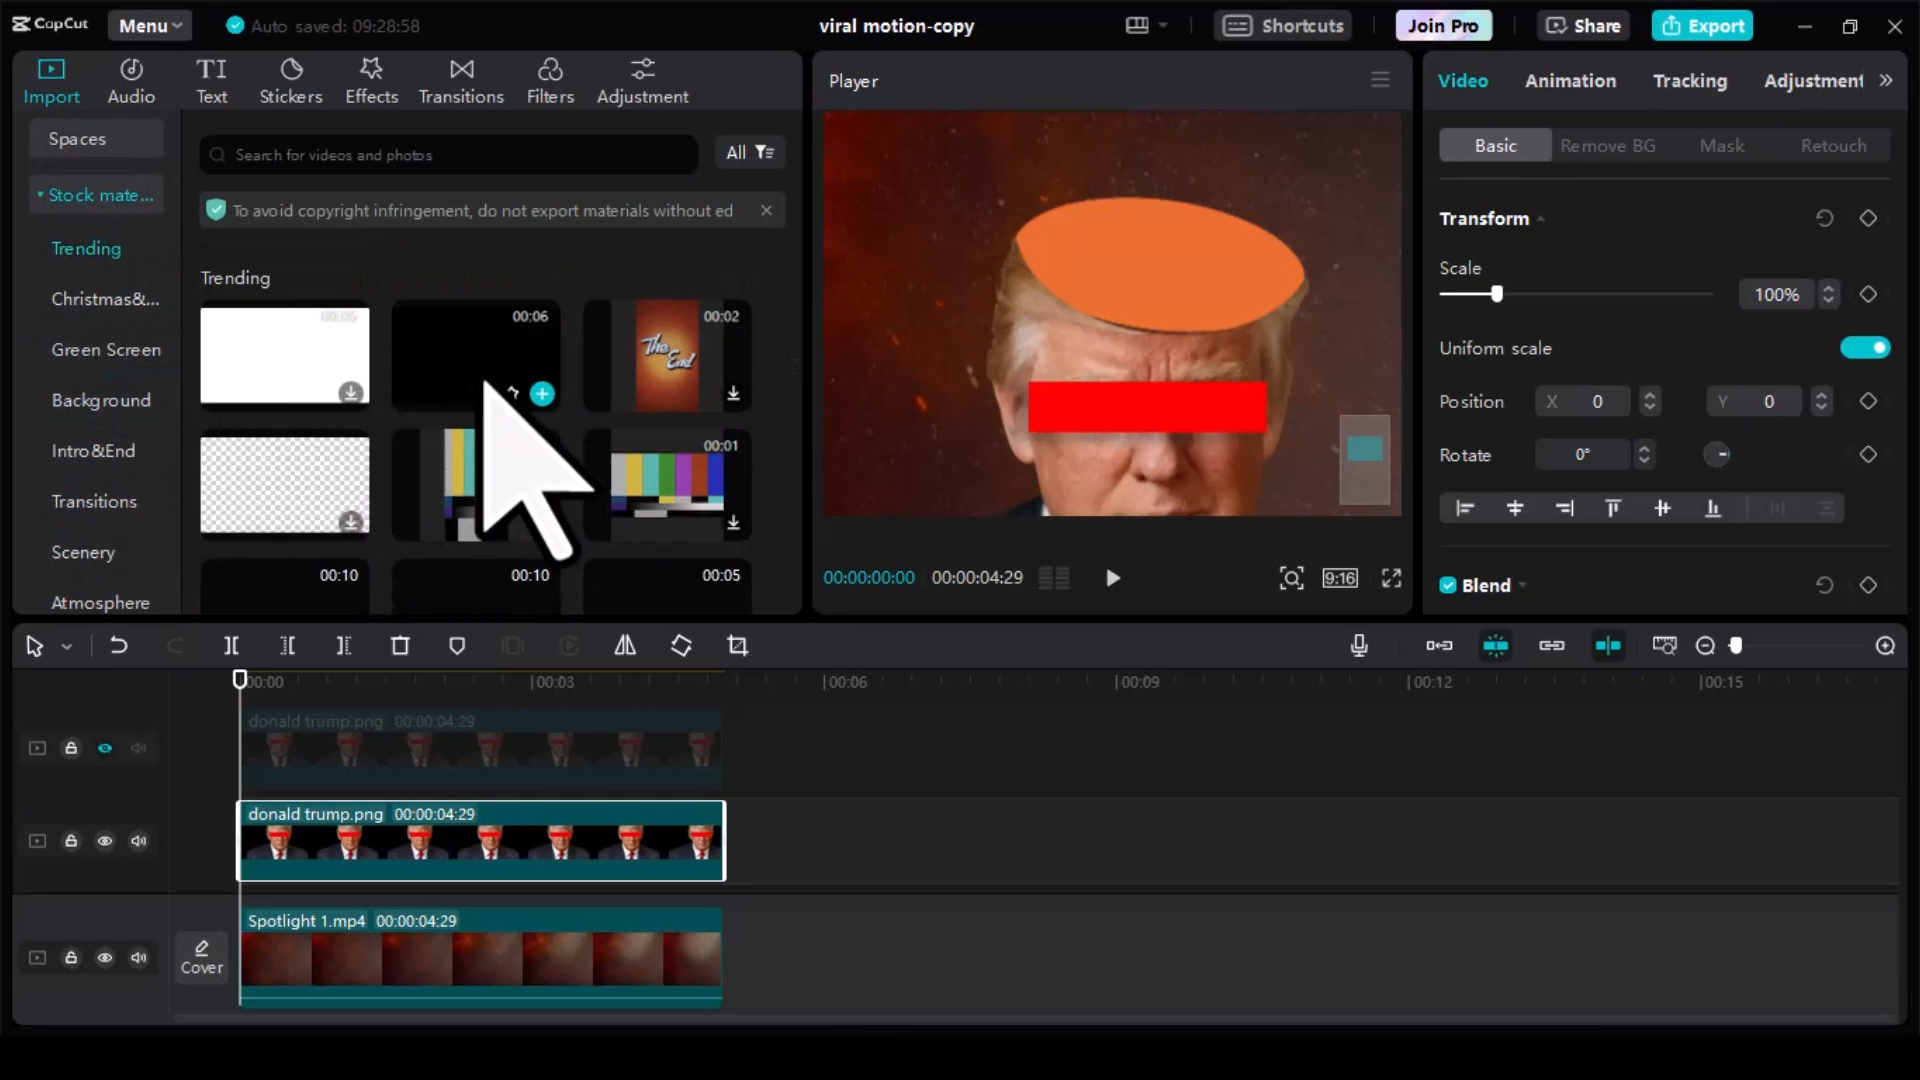 CapCut
Menu
Auto saved: 09:28:58
viral motion-copy
Shortcuts
Join Pro
Share
Export
Import
Audio
TI
Text
Stickers
Effects
Transitions
Filters
Adjustment
Spaces
Stock mate...
Trending
Christmas&...
Green Screen
Background
Intro&End
Transitions
Scenery
Atmosphere
Search for videos and photos
All
To avoid copyright infringement, do not export materials without ed
Trending
00:06
00:02
The End
00:01
00:10
00:10
00:05
Player
00:00:00:00
00:00:04:29
9:16
Video
Animation
Tracking
Adjustment
Basic
Remove BG
Mask
Retouch
Transform
Scale
100%
Uniform scale
Position
X 0
Y 0
Rotate
0°
Blend
00:00
00:03
00:06
00:09
00:12
00:15
donald trump.png 00:00:04:29
donald trump.png 00:00:04:29
Spotlight 1.mp4 00:00:04:29
Cover